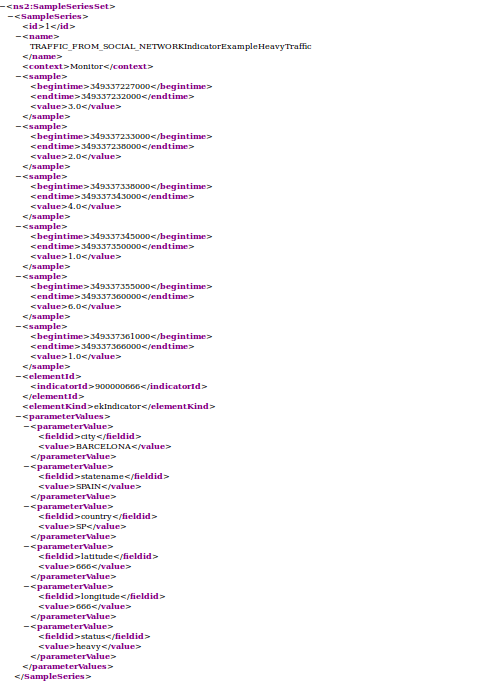 −<ns2:SampleSeriesSet>
−<SampleSeries>
<id>1</id>
−<name>
TRAFFIC_FROM_SOCIAL_NETWORKIndicatorExampleHeavyTraffic
</name>
<context>Monitor</context>
−<sample>
<begintime>349337227000</begintime>
<endtime>349337232000</endtime>
<value>3.0</value>
</sample>
−<sample>
<begintime>349337233000</begintime>
<endtime>349337238000</endtime>
<value>2.0</value>
</sample>
−<sample>
<begintime>349337338000</begintime>
<endtime>349337343000</endtime>
<value>4.0</value>
</sample>
−<sample>
<begintime>349337345000</begintime>
<endtime>349337350000</endtime>
<value>1.0</value>
</sample>
−<sample>
<begintime>349337355000</begintime>
<endtime>349337360000</endtime>
<value>6.0</value>
</sample>
−<sample>
<begintime>349337361000</begintime>
<endtime>349337366000</endtime>
<value>1.0</value>
</sample>
−<elementId>
<indicatorId>900000666</indicatorId>
</elementId>
<elementKind>ekIndicator</elementKind>
−<parameterValues>
−<parameterValue>
<fieldid>city</fieldid>
<value>BARCELONA</value>
</parameterValue>
−<parameterValue>
<fieldid>statename</fieldid>
<value>SPAIN</value>
</parameterValue>
−<parameterValue>
<fieldid>country</fieldid>
<value>SP</value>
</parameterValue>
−<parameterValue>
<fieldid>latitude</fieldid>
<value>666</value>
</parameterValue>
−<parameterValue>
<fieldid>longitude</fieldid>
<value>666</value>
</parameterValue>
−<parameterValue>
<fieldid>status</fieldid>
<value>heavy</value>
</parameterValue>
</parameterValues>
</SampleSeries>